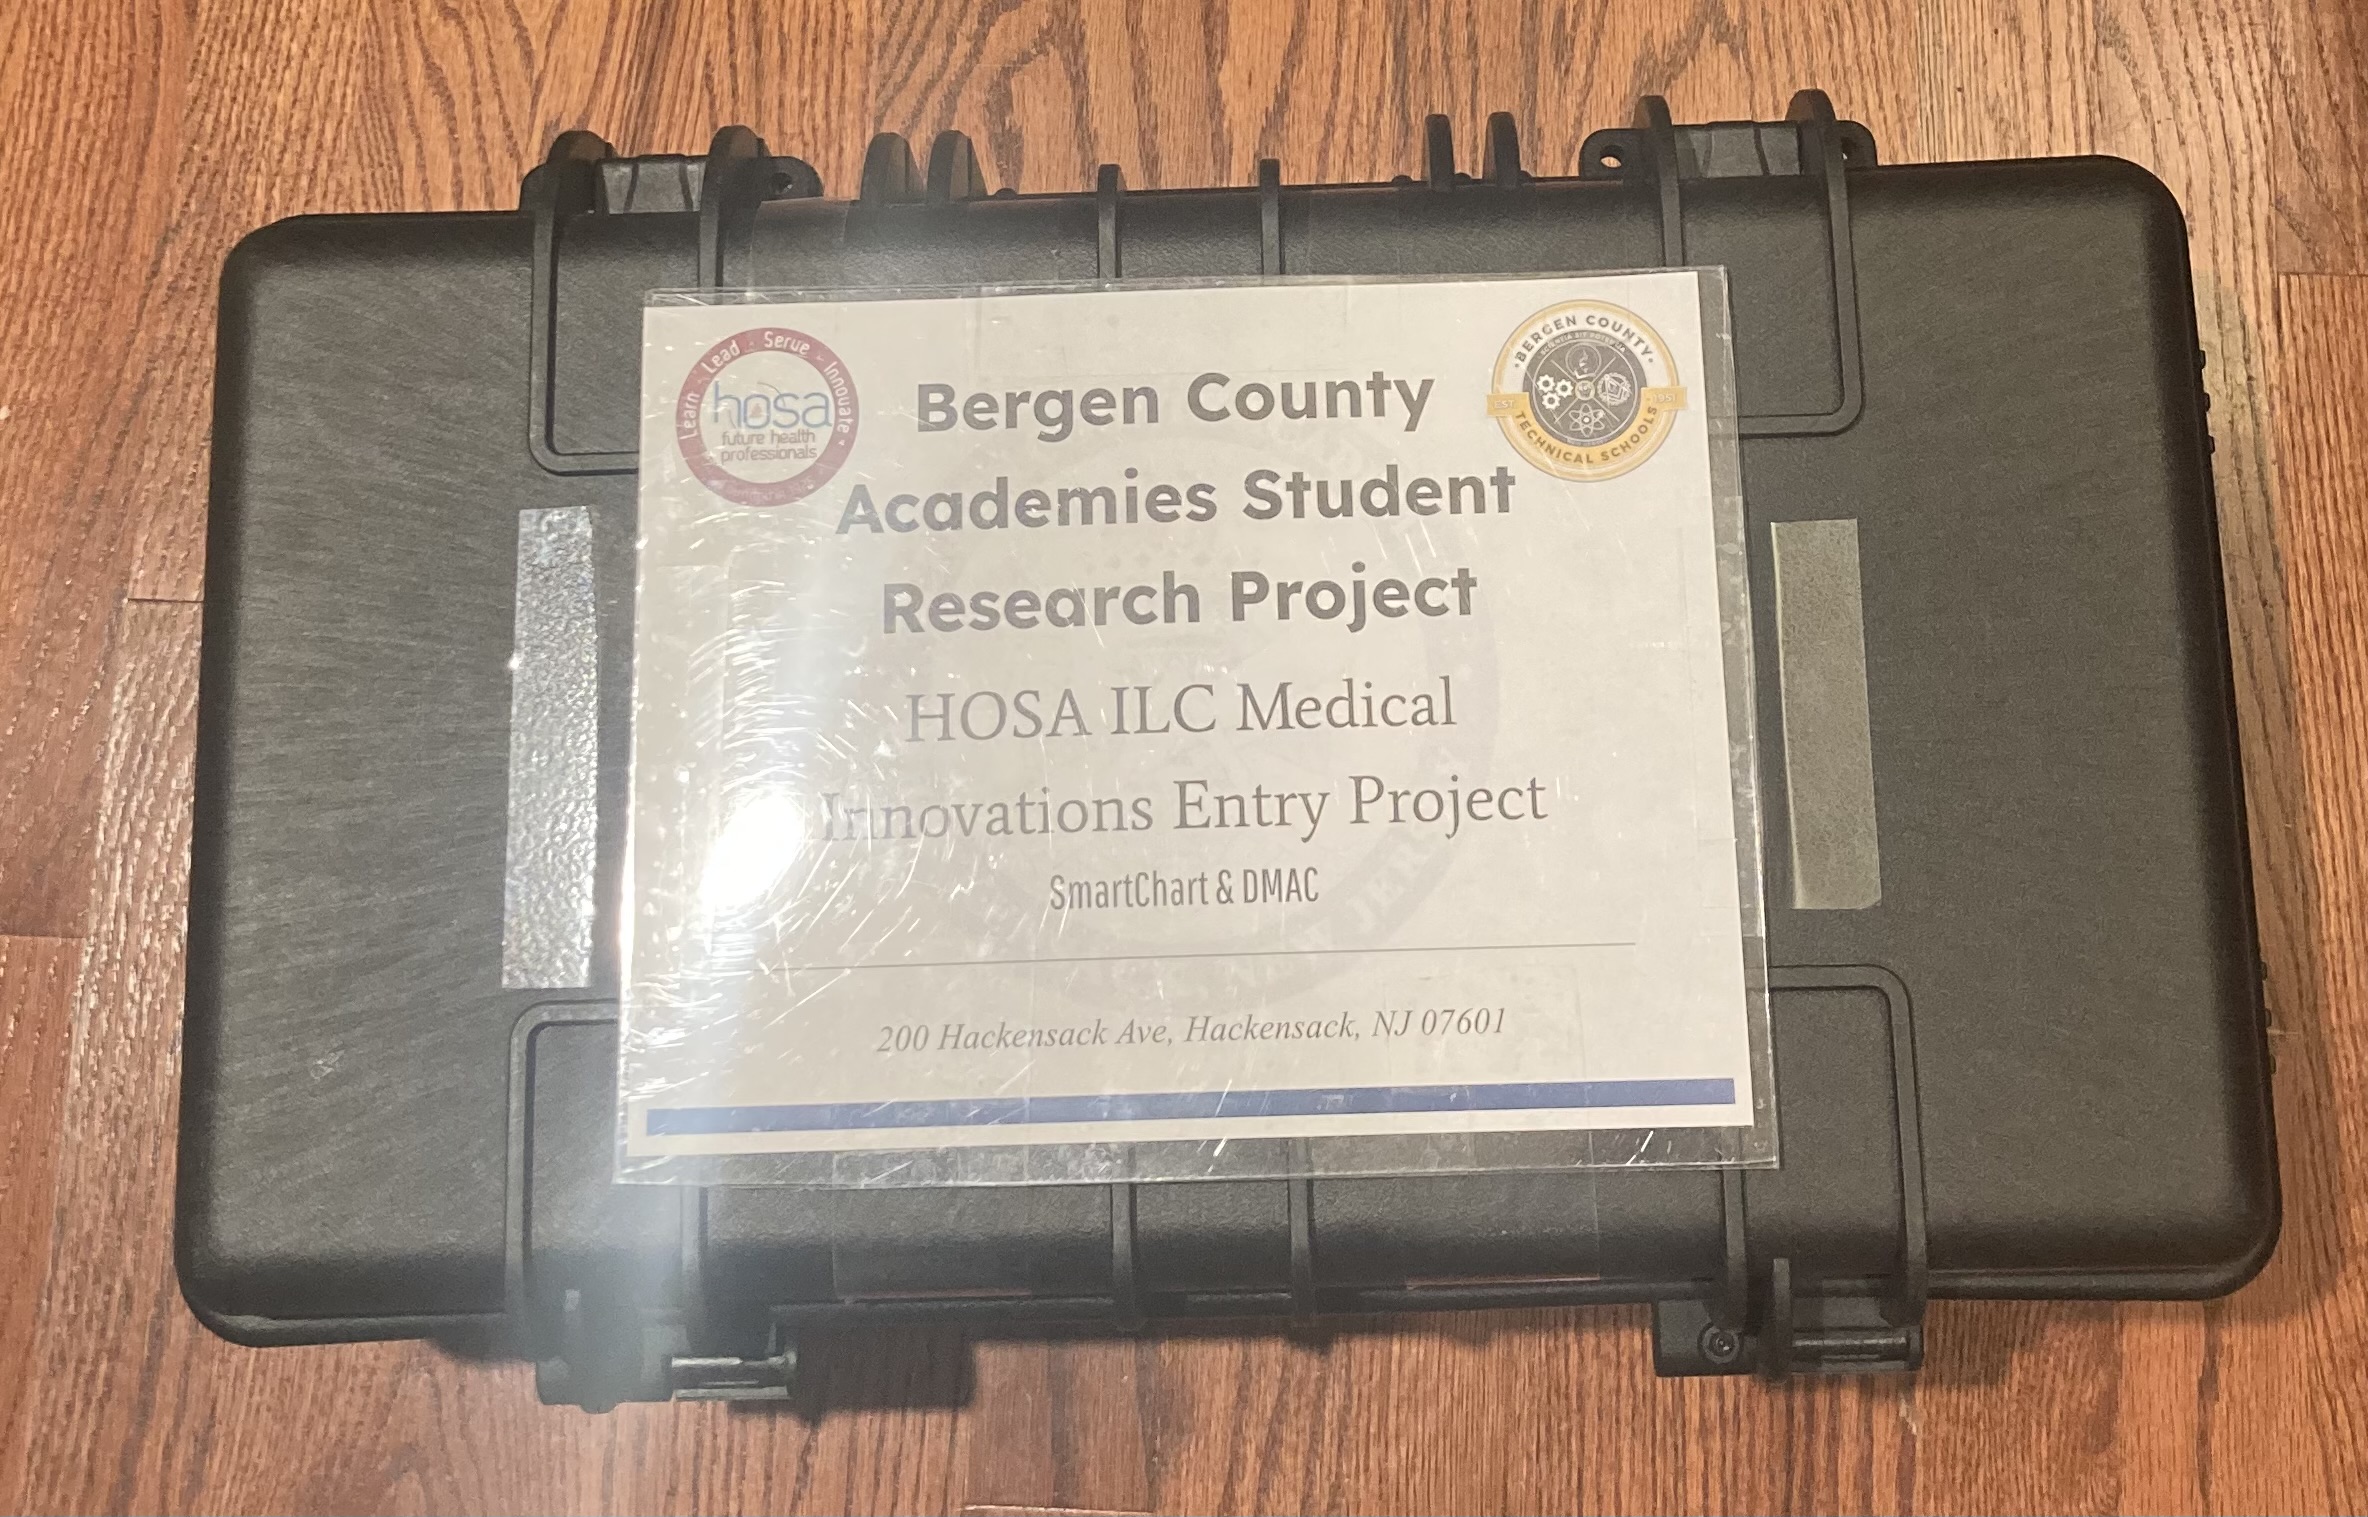 Learn - Lead - Serve - Innovate
hosa
future health
professionals
BERGEN COUNTY
EST. 1951
TECHNICAL SCHOOLS
Bergen County
Academies Student
Research Project
HOSA ILC Medical
Innovations Entry Project
SmartChart & DMAC
200 Hackensack Ave, Hackensack, NJ 07601